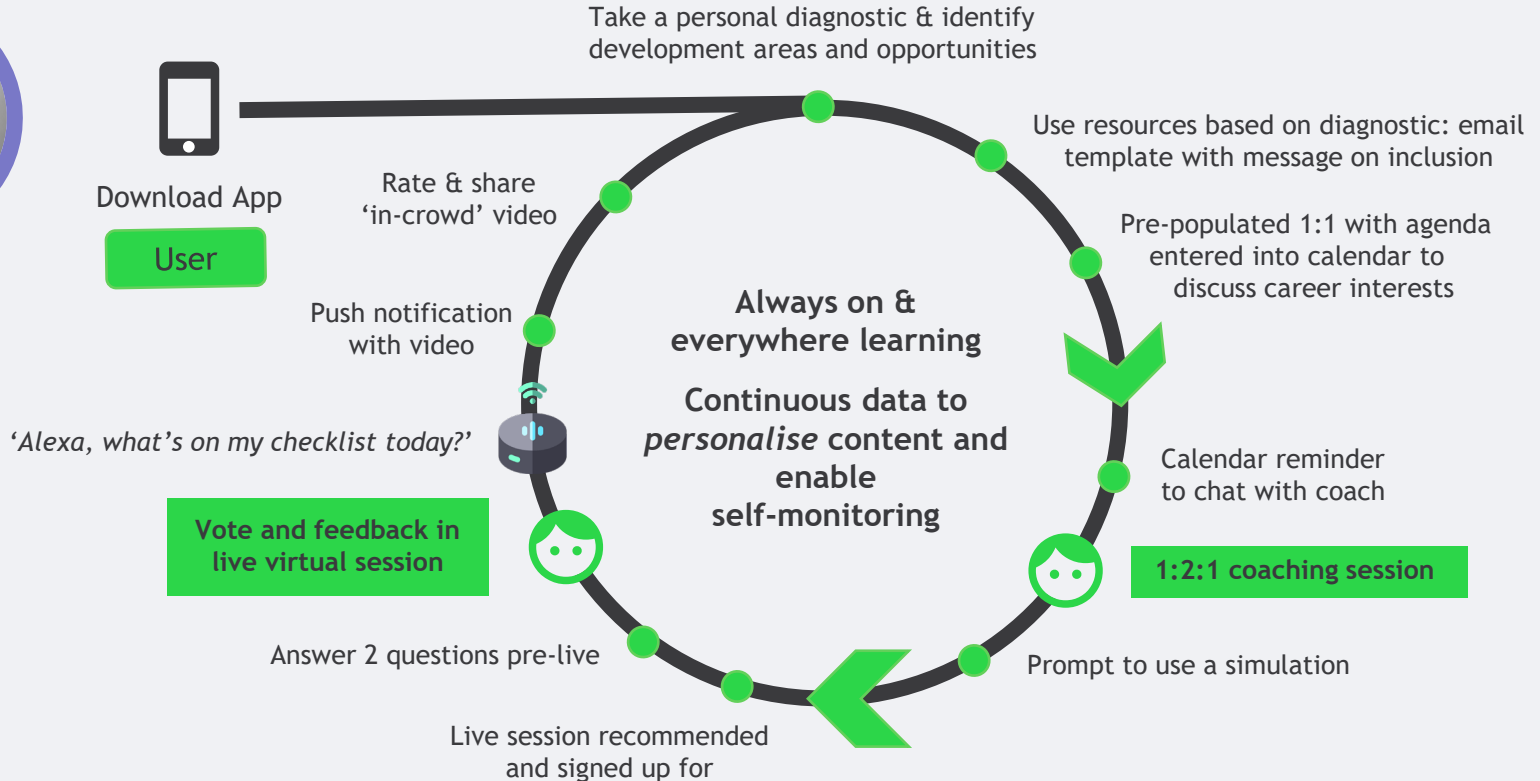 Take a personal diagnostic & identify
development areas and opportunities
Use resources based on diagnostic: email
template with message on inclusion
Pre-populated 1:1 with agenda
entered into calendar to
discuss career interests
Calendar reminder
to chat with coach
1:2:1 coaching session
Prompt to use a simulation
Live session recommended
and signed up for
Answer 2 questions pre-live
Vote and feedback in
live virtual session
‘Alexa, what’s on my checklist today?’
Push notification
with video
Rate & share
‘in-crowd’ video
Download App
User
Always on &
everywhere learning
Continuous data to
personalise content and
enable
self-monitoring